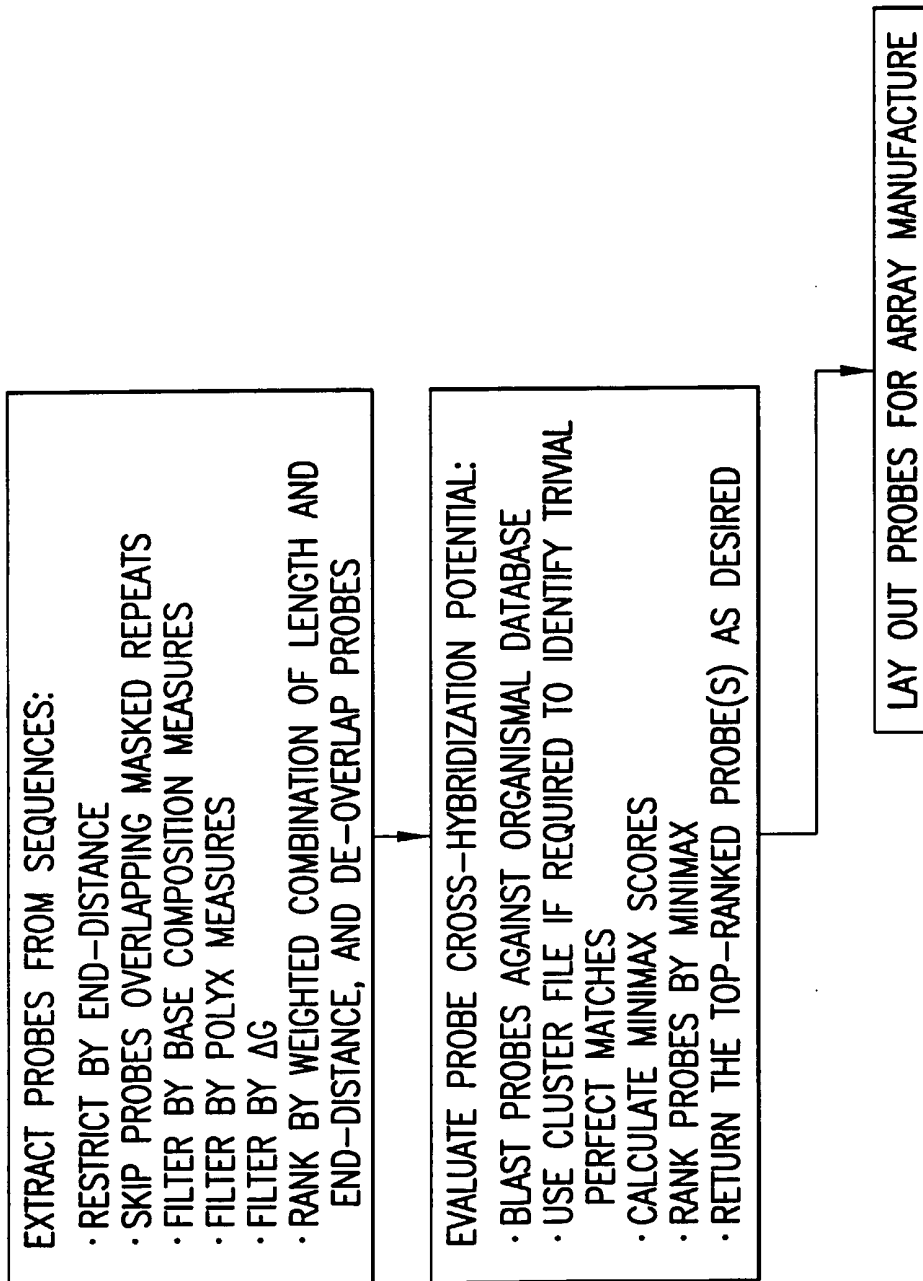 EXTRACT PROBES FROM SEQUENCES:
· RESTRICT BY END–DISTANCE
· SKIP PROBES OVERLAPPING MASKED REPEATS
· FILTER BY BASE COMPOSITION MEASURES
· FILTER BY POLYX MEASURES
· FILTER BY ΔG
· RANK BY WEIGHTED COMBINATION OF LENGTH AND
END–DISTANCE, AND DE–OVERLAP PROBES
EVALUATE PROBE CROSS–HYBRIDIZATION POTENTIAL:
· BLAST PROBES AGAINST ORGANISMAL DATABASE
· USE CLUSTER FILE IF REQUIRED TO IDENTIFY TRIVIAL
PERFECT MATCHES
· CALCULATE MINIMAX SCORES
· RANK PROBES BY MINIMAX
· RETURN THE TOP–RANKED PROBE(S) AS DESIRED
LAY OUT PROBES FOR ARRAY MANUFACTURE